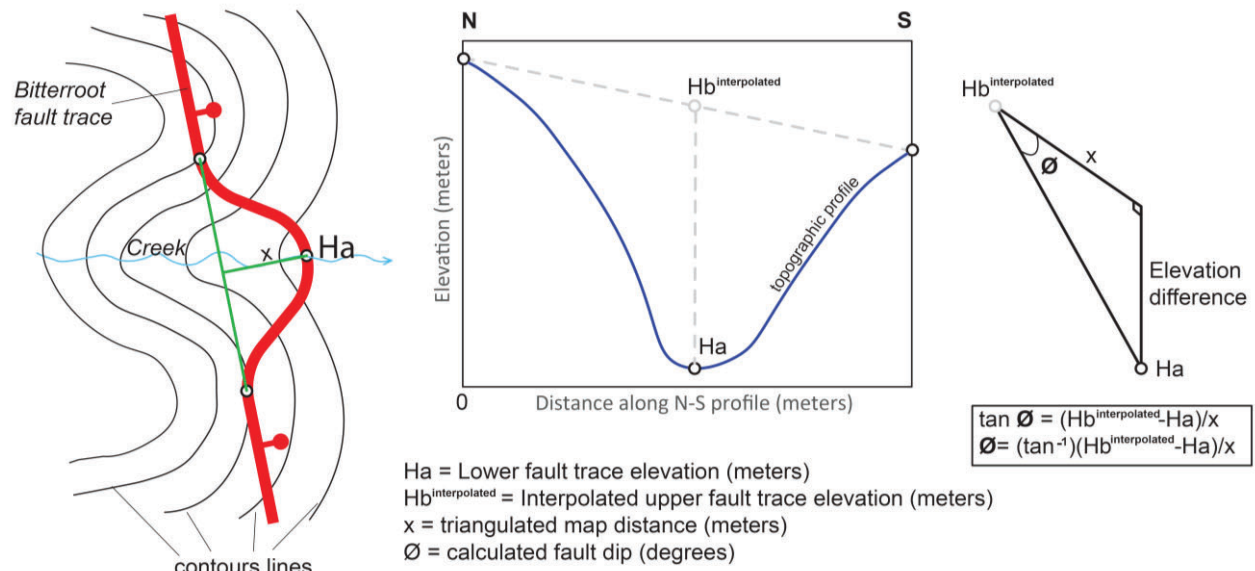 Bitterroot
fault trace
Creek
x
Ha
contours lines
N
S
Elevation (meters)
Hb^interpolated
topographic profile
Ha
0
Distance along N-S profile (meters)
Ha = Lower fault trace elevation (meters)
Hb^interpolated = Interpolated upper fault trace elevation (meters)
x = triangulated map distance (meters)
Ø = calculated fault dip (degrees)
Hb^interpolated
Ø
x
Elevation
difference
Ha
tan Ø = (Hb^interpolated-Ha)/x
Ø= (tan⁻¹)(Hb^interpolated-Ha)/x